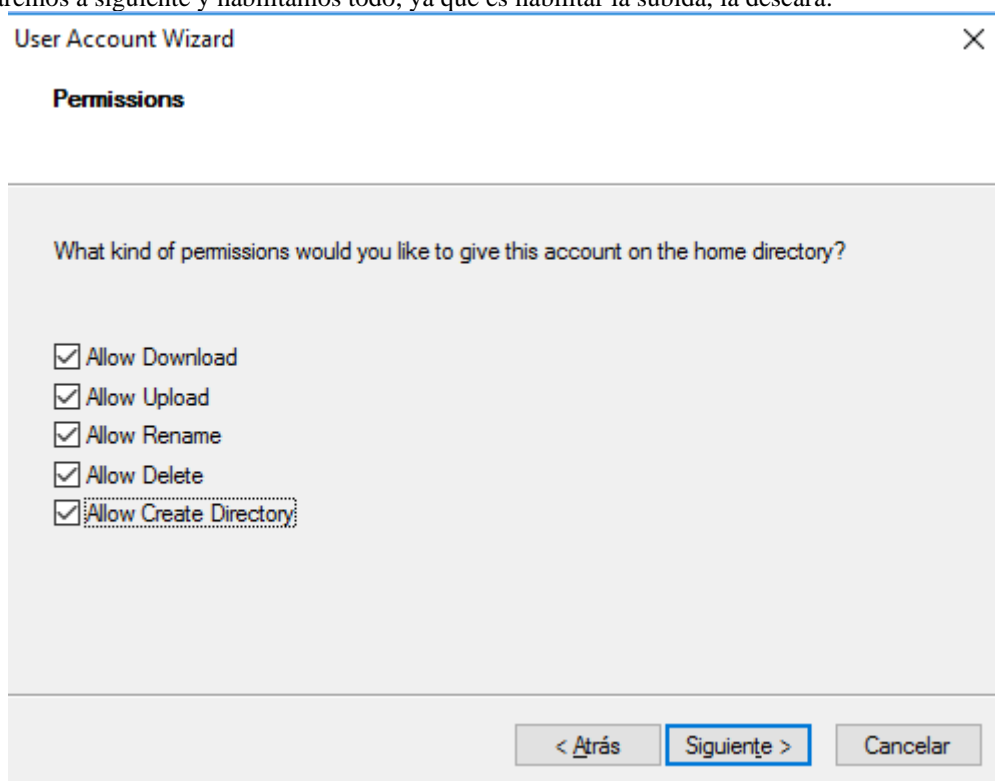 remos a siguiente y habilitamos todo, ya que es habilitar la subida, la descara.
User Account Wizard
Permissions
What kind of permissions would you like to give this account on the home directory?
Allow Download
Allow Upload
Allow Rename
Allow Delete
Allow Create Directory
< Atrás Siguiente > Cancelar